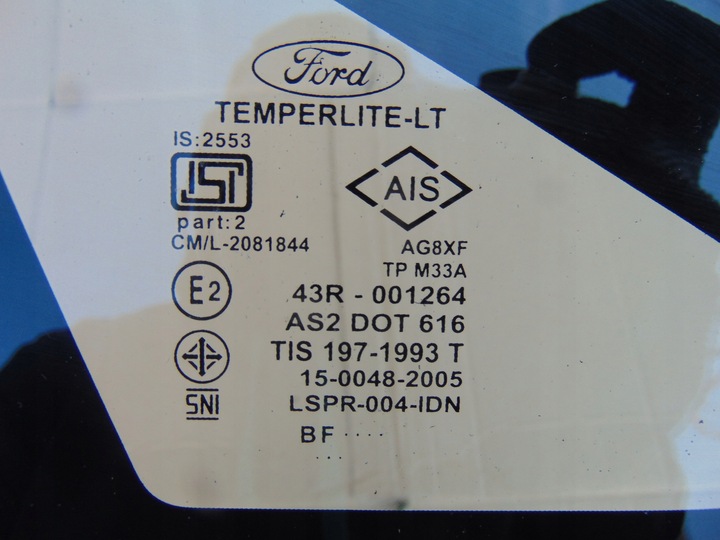 Ford
TEMPERLITE-LT
IS:2553
ISI
AIS
part:2
CM/L-2081844
AG8XF
TP M33A
E2
43R - 001264
AS2 DOT 616
TIS 197-1993 T
15-0048-2005
SNI
LSPR-004-IDN
BF ....
...